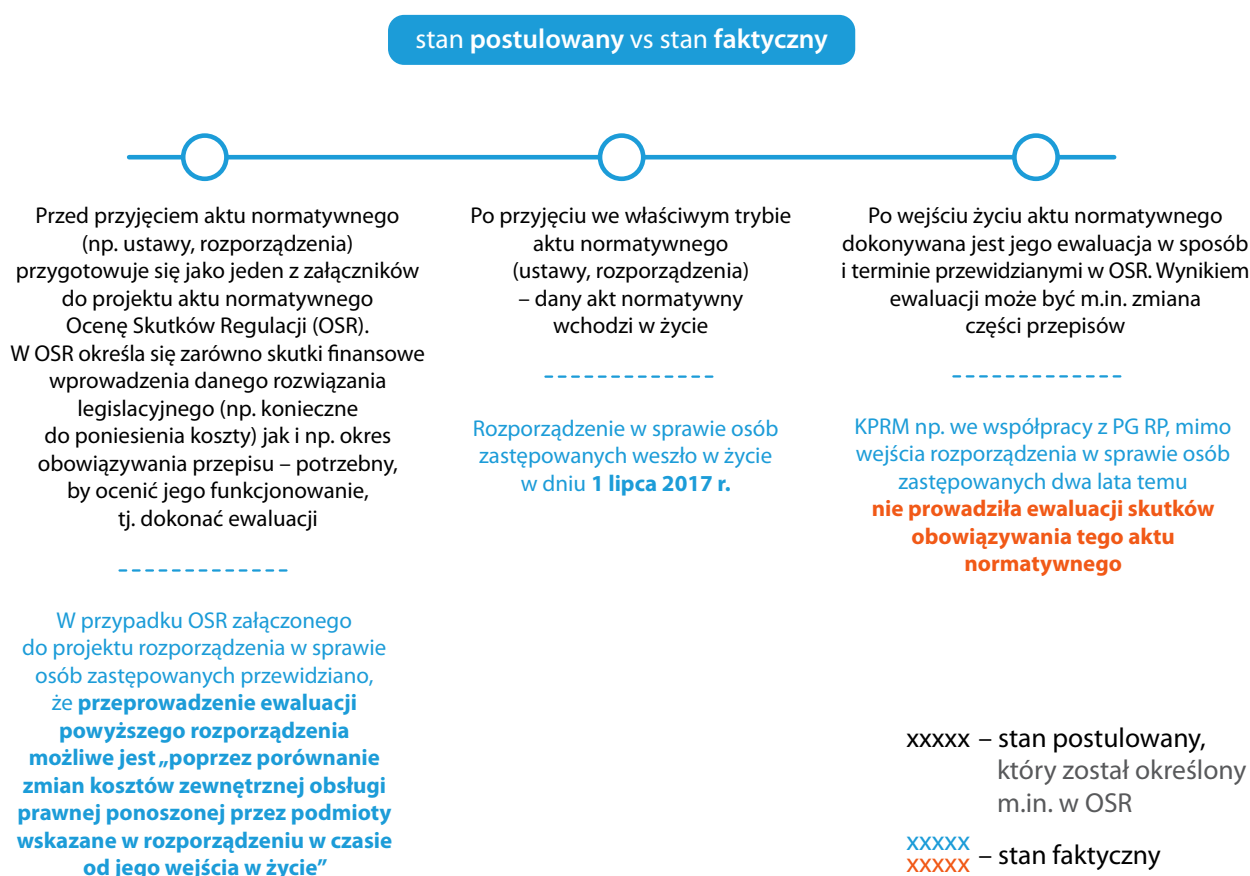 stan postulowany vs stan faktyczny
Przed przyjęciem aktu normatywnego
(np. ustawy, rozporządzenia)
przygotowuje się jako jeden z załączników
do projektu aktu normatywnego
Ocenę Skutków Regulacji (OSR).
W OSR określa się zarówno skutki finansowe
wprowadzenia danego rozwiązania
legislacyjnego (np. konieczne
do poniesienia koszty) jak i np. okres
obowiązywania przepisu – potrzebny,
by ocenić jego funkcjonowanie,
tj. dokonać ewaluacji
W przypadku OSR załączonego
do projektu rozporządzenia w sprawie
osób zastępowanych przewidziano,
że przeprowadzenie ewaluacji
powyższego rozporządzenia
możliwe jest „poprzez porównanie
zmian kosztów zewnętrznej obsługi
prawnej ponoszonej przez podmioty
wskazane w rozporządzeniu w czasie
od jego wejścia w życie”
Po przyjęciu we właściwym trybie
aktu normatywnego
(ustawy, rozporządzenia)
– dany akt normatywny
wchodzi w życie
Rozporządzenie w sprawie osób
zastępowanych weszło w życie
w dniu 1 lipca 2017 r.
Po wejściu życiu aktu normatywnego
dokonywana jest jego ewaluacja w sposób
i terminie przewidzianymi w OSR. Wynikiem
ewaluacji może być m.in. zmiana
części przepisów
KPRM np. we współpracy z PG RP, mimo
wejścia rozporządzenia w sprawie osób
zastępowanych dwa lata temu
nie prowadziła ewaluacji skutków
obowiązywania tego aktu
normatywnego
xxxxx – stan postulowany,
który został określony
m.in. w OSR
xxxxx
xxxxx – stan faktyczny